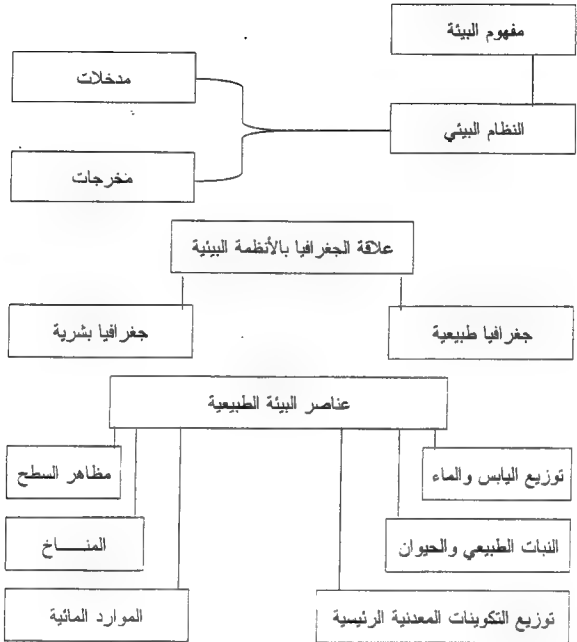 مفهوم البيئة
النظام البيئي
مدخلات
مخرجات
علاقة الجغرافيا بالأنظمة البيئية
جغرافيا طبيعية
جغرافيا بشرية
عناصر البيئة الطبيعية
توزيع اليابس والماء
مظاهر السطح
النبات الطبيعي والحيوان
المنـــــاخ
توزيع التكوينات المعدنية الرئيسية
الموارد المائية